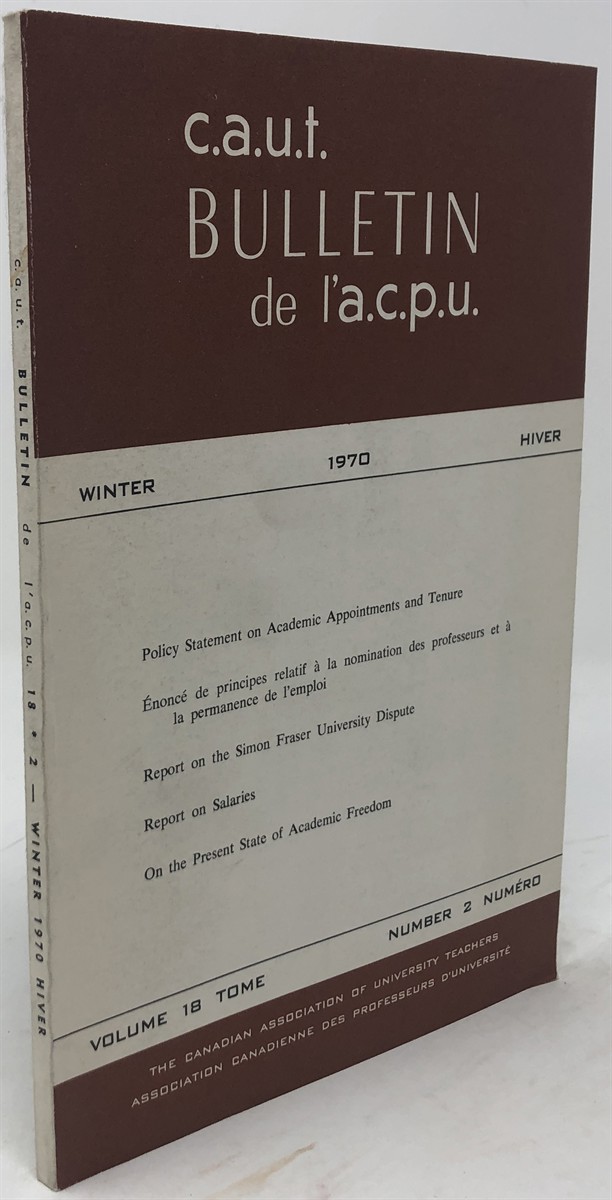 c.a.u.t.
BULLETIN
de l'a.c.p.u.
WINTER 1970 HIVER
Policy Statement on Academic Appointments and Tenure
Énoncé de principes relatif à la nomination des professeurs et à
la permanence de l'emploi
Report on the Simon Fraser University Dispute
Report on Salaries
On the Present State of Academic Freedom
VOLUME 18 TOME NUMBER 2 NUMÉRO
THE CANADIAN ASSOCIATION OF UNIVERSITY TEACHERS
ASSOCIATION CANADIENNE DES PROFESSEURS D'UNIVERSITÉ
c.a.u.t. BULLETIN de l'a.c.p.u. 18 • 2 — WINTER 1970 HIVER